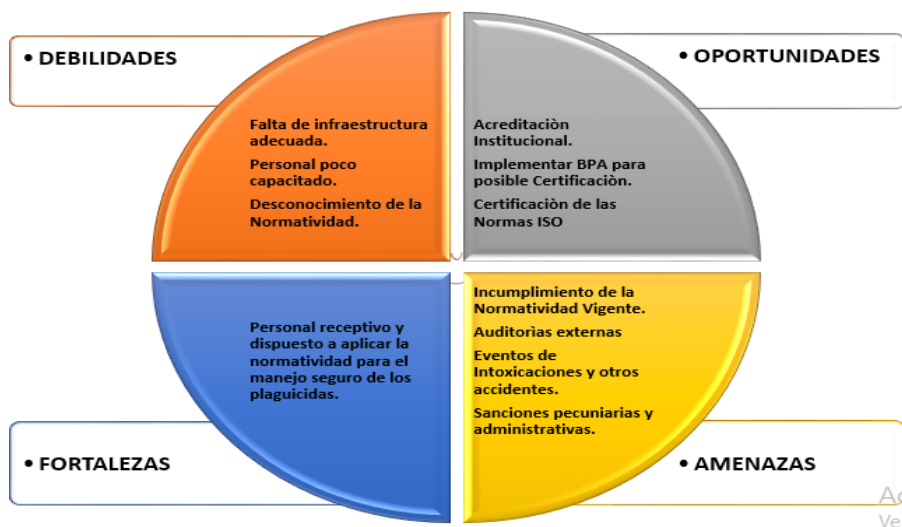 • DEBILIDADES
Falta de infraestructura
adecuada.
Personal poco
capacitado.
Desconocimiento de la
Normatividad.
• OPORTUNIDADES
Acreditaciòn
Institucional.
Implementar BPA para
posible Certificaciòn.
Certificaciòn de las
Normas ISO
Personal receptivo y
dispuesto a aplicar la
normatividad para el
manejo seguro de los
plaguicidas.
• FORTALEZAS
Incumplimiento de la
Normatividad Vigente.
Auditorìas externas
Eventos de
Intoxicaciones y otros
accidentes.
Sanciones pecuniarias y
administrativas.
• AMENAZAS